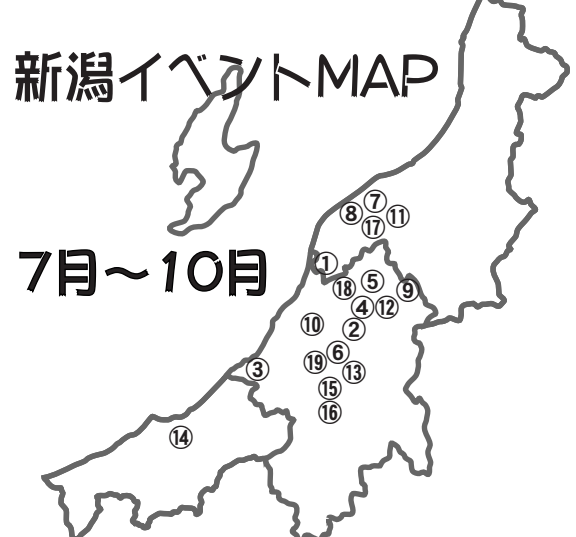 新潟イベントMAP
⑦
⑧ ⑪
⑰
7月～10月
①
⑱ ⑤ ⑨
④ ⑫
⑩ ②
⑥
③ ⑲ ⑬
⑮
⑯
⑭